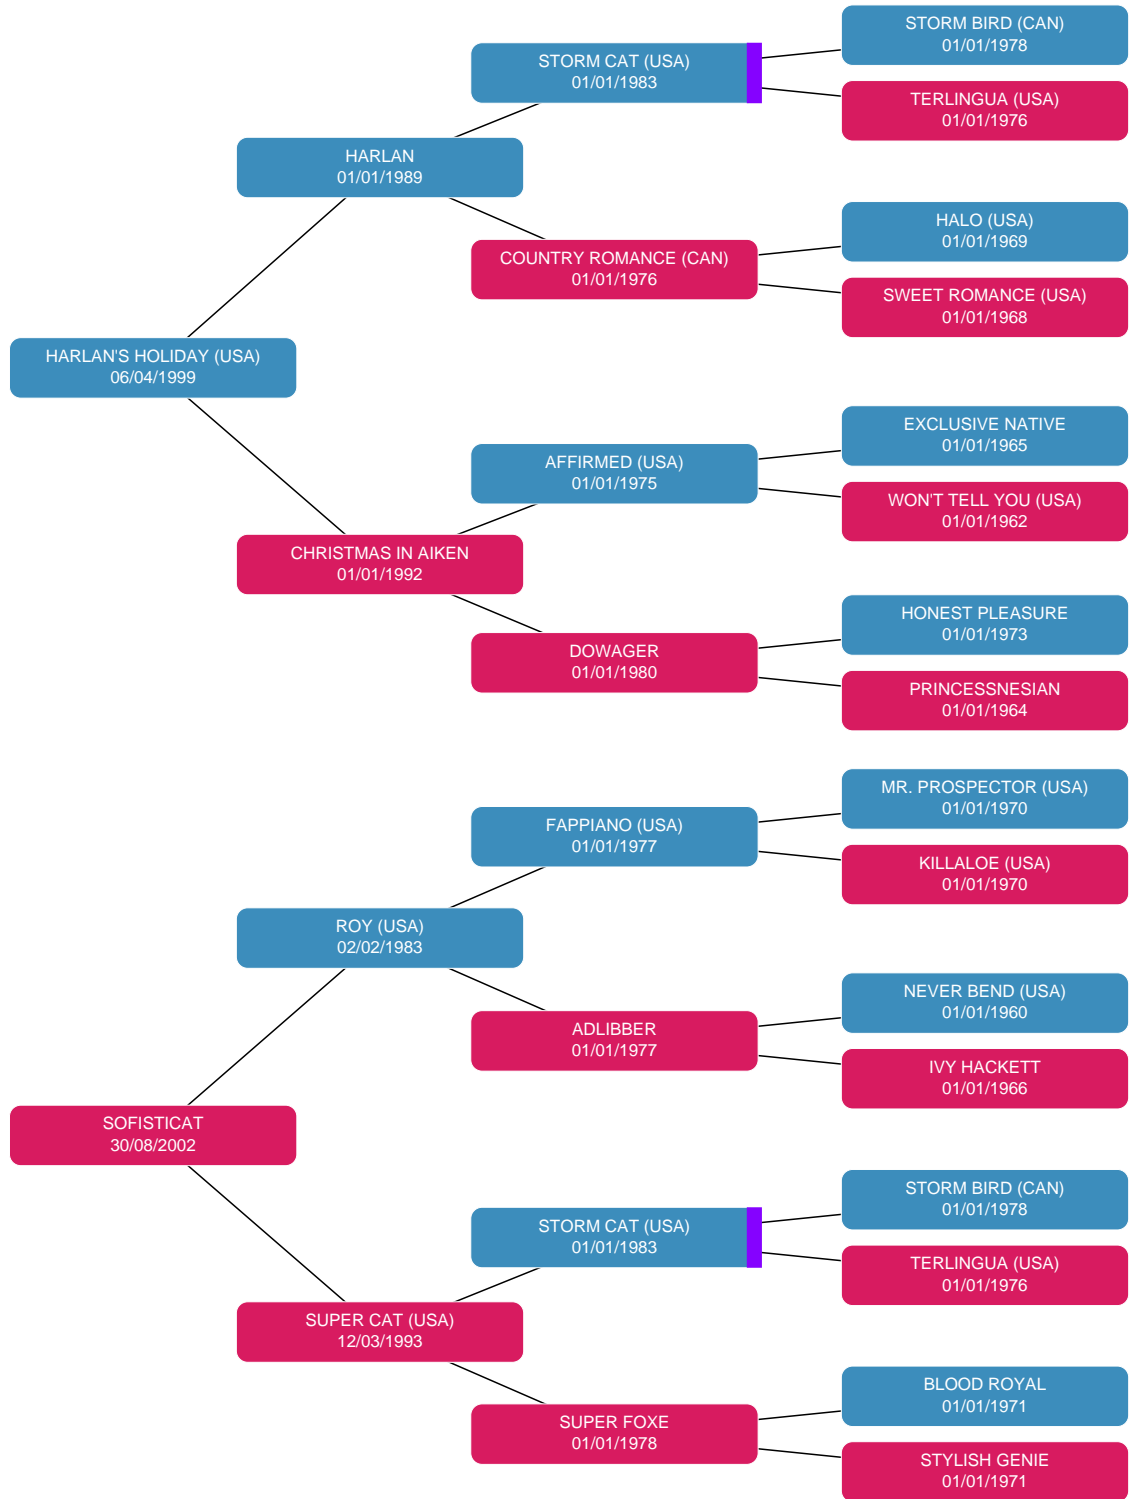 STORM BIRD (CAN)
01/01/1978
STORM CAT (USA)
01/01/1983
TERLINGUA (USA)
01/01/1976
HARLAN
01/01/1989
HALO (USA)
01/01/1969
COUNTRY ROMANCE (CAN)
01/01/1976
SWEET ROMANCE (USA)
01/01/1968
HARLAN'S HOLIDAY (USA)
06/04/1999
EXCLUSIVE NATIVE
01/01/1965
AFFIRMED (USA)
01/01/1975
WON'T TELL YOU (USA)
01/01/1962
CHRISTMAS IN AIKEN
01/01/1992
HONEST PLEASURE
01/01/1973
DOWAGER
01/01/1980
PRINCESSNESIAN
01/01/1964
MR. PROSPECTOR (USA)
01/01/1970
FAPPIANO (USA)
01/01/1977
KILLALOE (USA)
01/01/1970
ROY (USA)
02/02/1983
NEVER BEND (USA)
01/01/1960
ADLIBBER
01/01/1977
IVY HACKETT
01/01/1966
SOFISTICAT
30/08/2002
STORM BIRD (CAN)
01/01/1978
STORM CAT (USA)
01/01/1983
TERLINGUA (USA)
01/01/1976
SUPER CAT (USA)
12/03/1993
BLOOD ROYAL
01/01/1971
SUPER FOXE
01/01/1978
STYLISH GENIE
01/01/1971